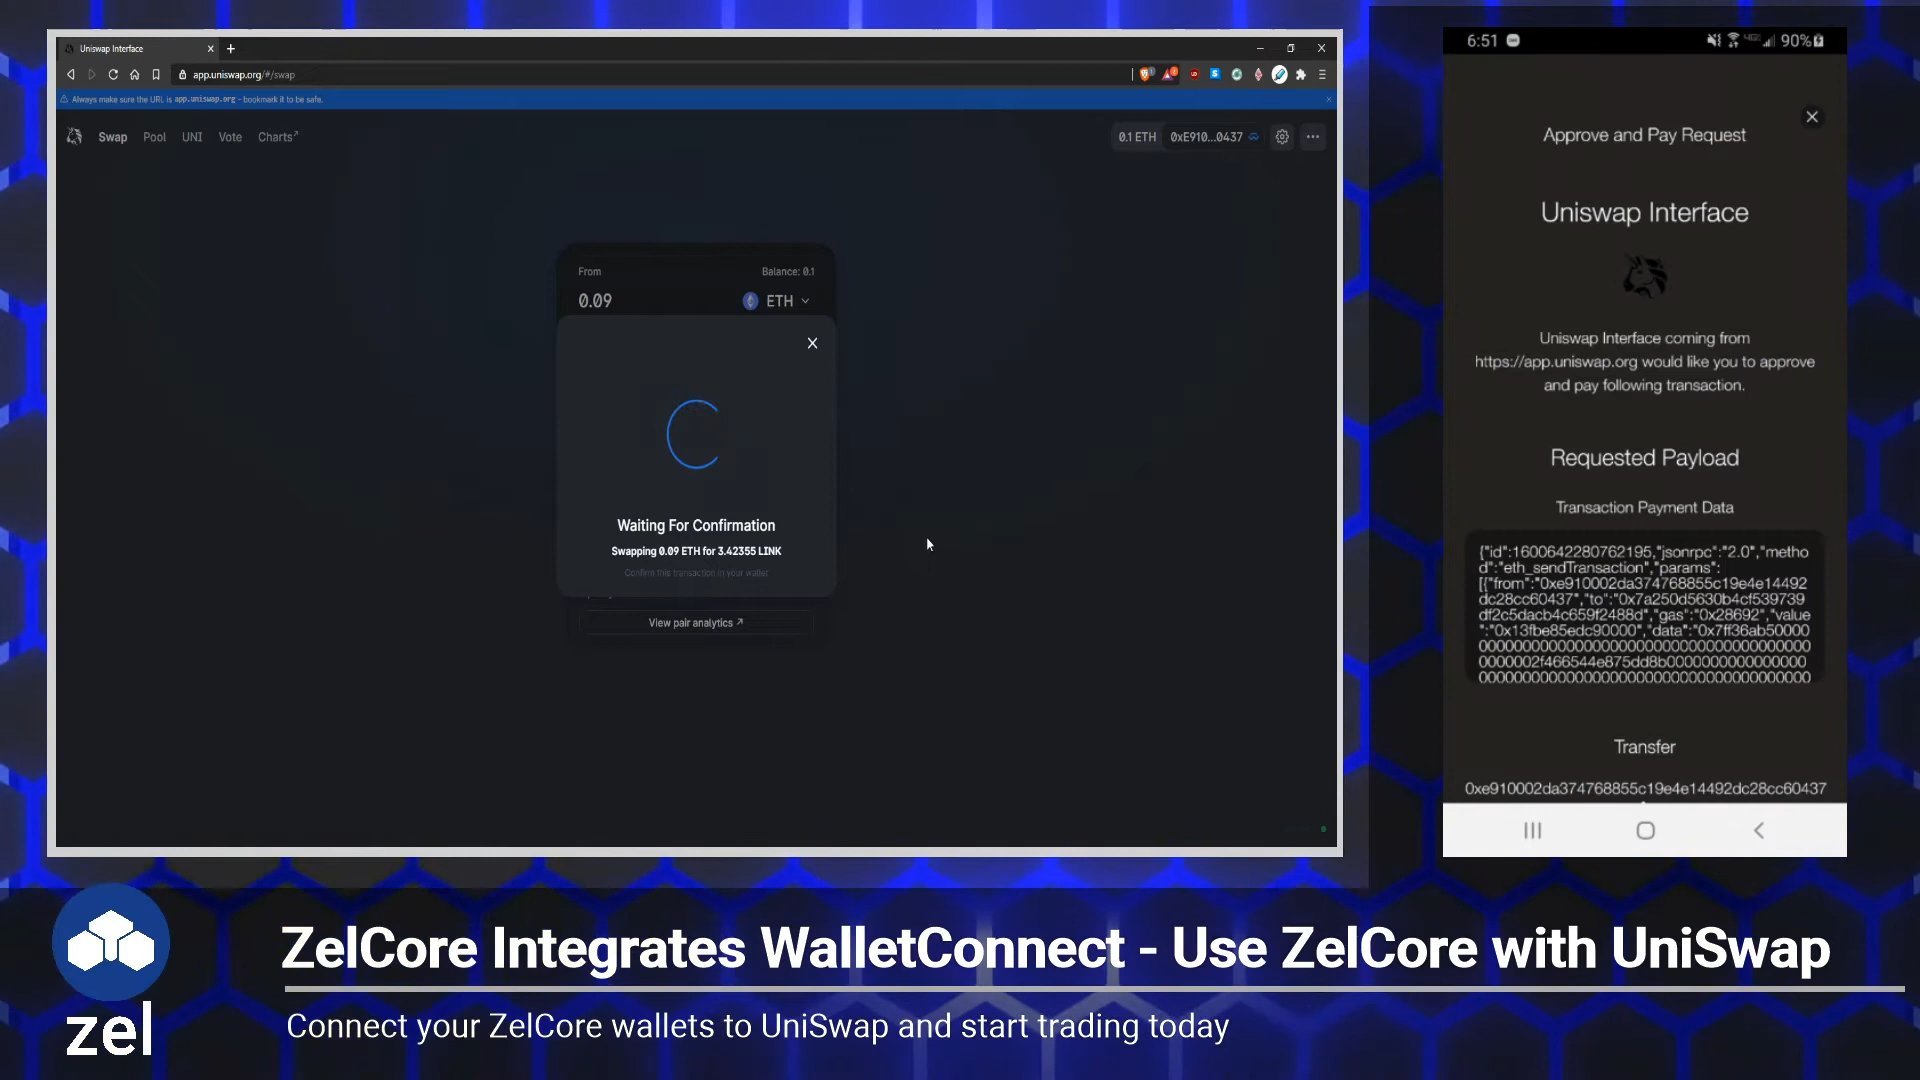 Uniswap Interface
app.uniswap.org/#/swap
Always make sure the URL is app.uniswap.org - bookmark it to be safe.
Swap
Pool
UNI
Vote
Charts↗
0.1 ETH
0xE910...0437
From
Balance: 0.1
0.09
ETH
Waiting For Confirmation
Swapping 0.09 ETH for 3.42355 LINK
Confirm this transaction in your wallet
View pair analytics ↗
6:51
90%
Approve and Pay Request
Uniswap Interface
Uniswap Interface coming from
https://app.uniswap.org would like you to approve
and pay following transaction.
Requested Payload
Transaction Payment Data
{"id":1600642280762195,"jsonrpc":"2.0","metho
d":"eth_sendTransaction","params":
[{"from":"0xe910002da374768855c19e4e14492
dc28cc60437","to":"0x7a250d5630b4cf539739
df2c5dacb4c659f2488d","gas":"0x28692","value
":"0x13fbe85edc90000","data":"0x7ff36ab50000
Transfer
0xe910002da374768855c19e4e14492dc28cc60437
ZelCore Integrates WalletConnect - Use ZelCore with UniSwap
Connect your ZelCore wallets to UniSwap and start trading today
zel